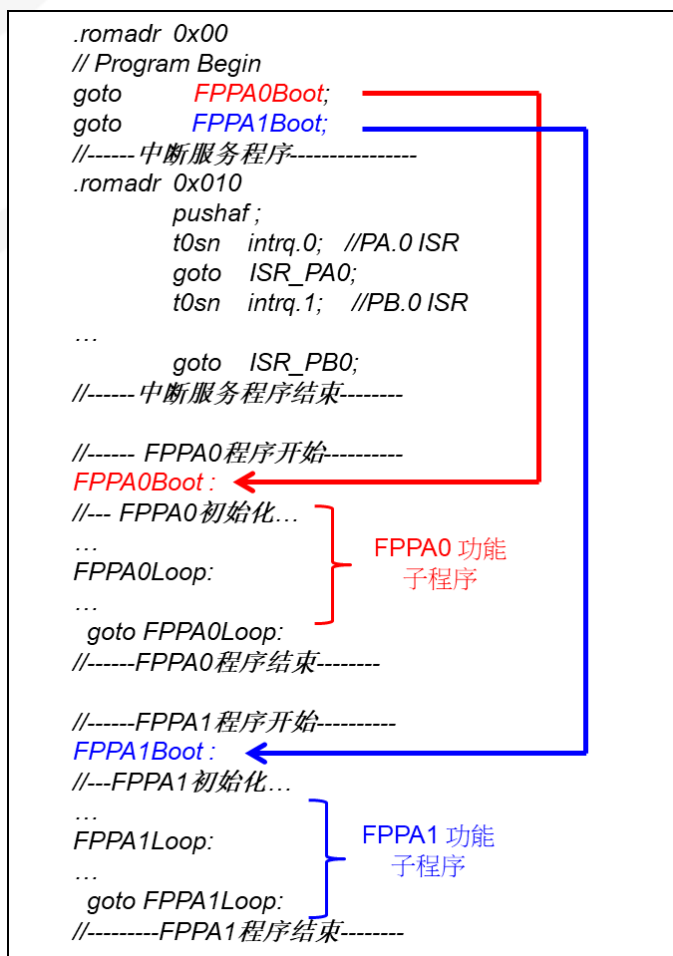 .romadr 0x00
// Program Begin
goto FPPA0Boot;
goto FPPA1Boot;
//------中断服务程序----------------
.romadr 0x010
pushaf ;
t0sn intrq.0; //PA.0 ISR
goto ISR_PA0;
t0sn intrq.1; //PB.0 ISR
…
goto ISR_PB0;
//------中断服务程序结束--------
//------ FPPA0程序开始----------
FPPA0Boot :
//--- FPPA0初始化…
…
FPPA0Loop:
…
goto FPPA0Loop:
//------FPPA0程序结束--------
FPPA0 功能
子程序
//------FPPA1程序开始----------
FPPA1Boot :
//---FPPA1初始化…
…
FPPA1Loop:
…
goto FPPA1Loop:
//---------FPPA1程序结束--------
FPPA1 功能
子程序